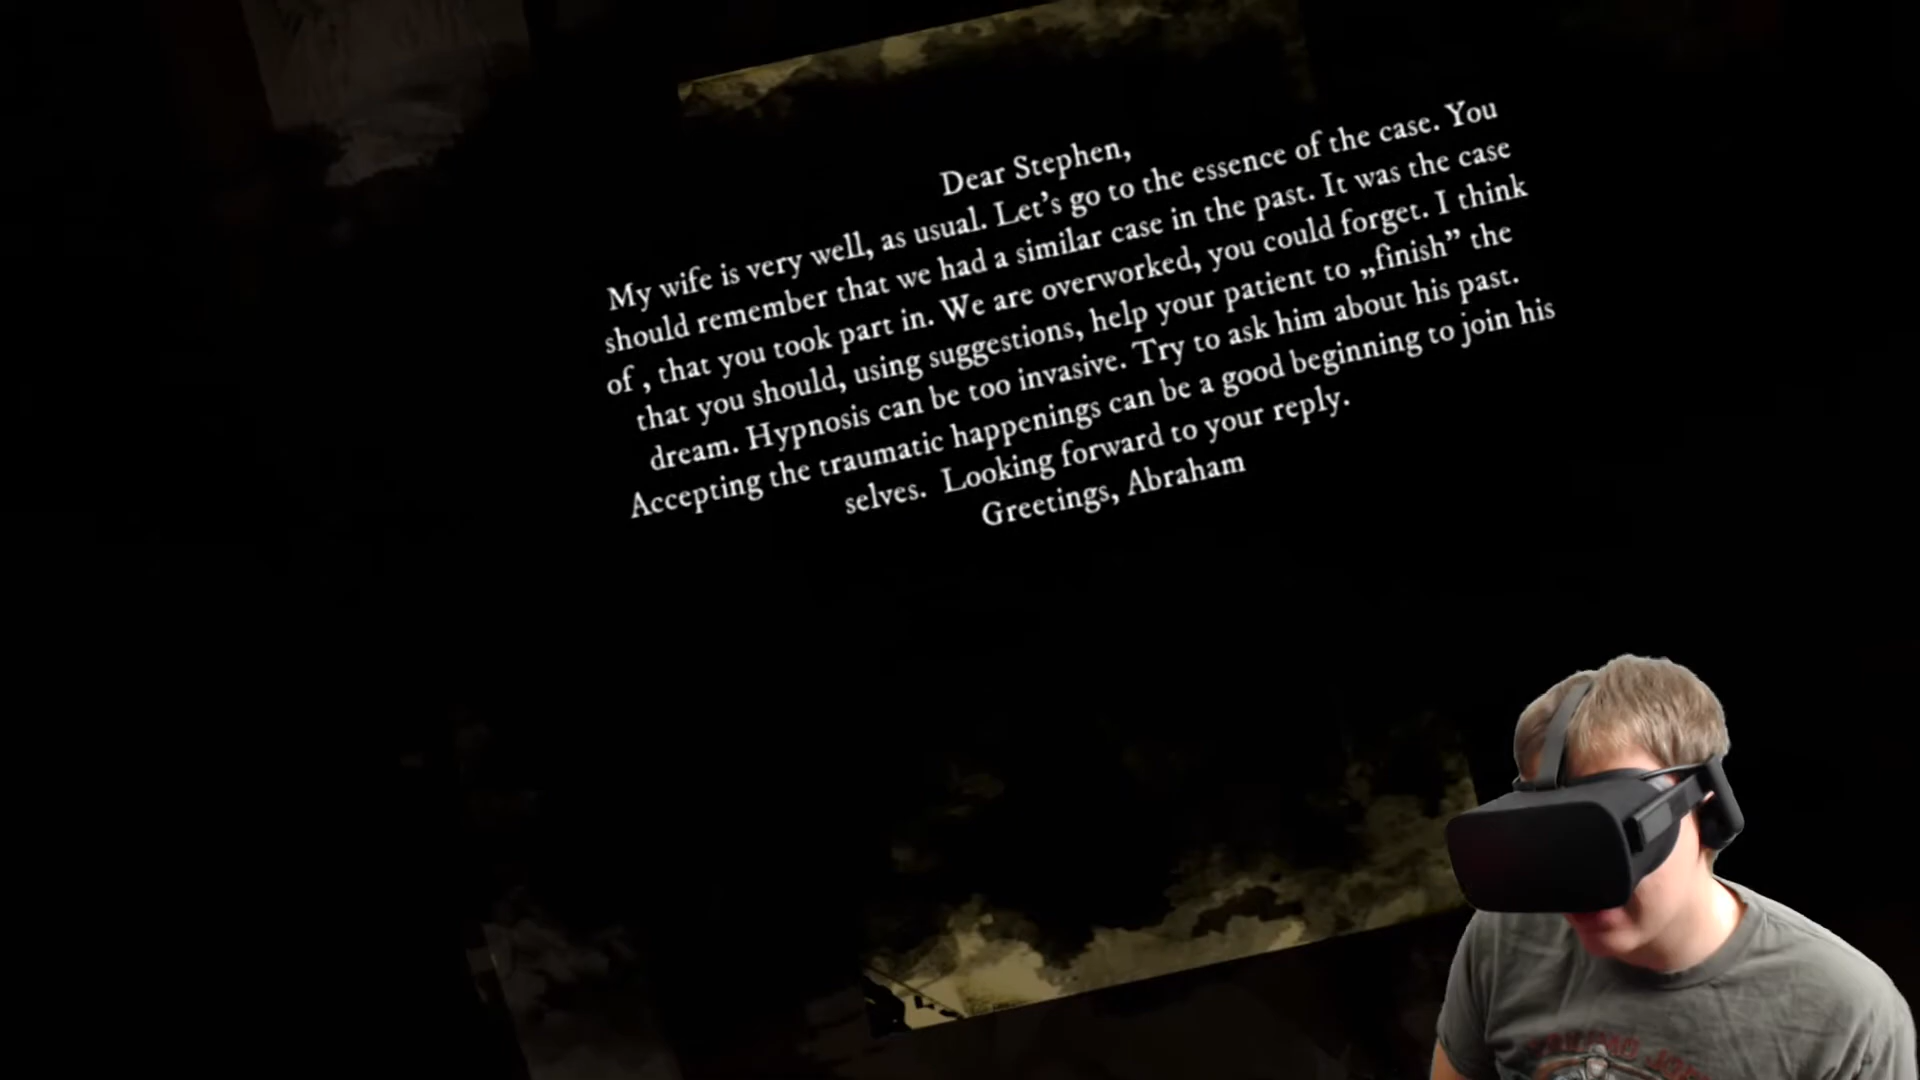 Dear Stephen,
My wife is very well, as usual. Let's go to the essence of the case. You
should remember that we had a similar case in the past. It was the case
of , that you took part in. We are overworked, you could forget. I think
that you should, using suggestions, help your patient to „finish” the
dream. Hypnosis can be too invasive. Try to ask him about his past.
Accepting the traumatic happenings can be a good beginning to join his
selves. Looking forward to your reply.
Greetings, Abraham